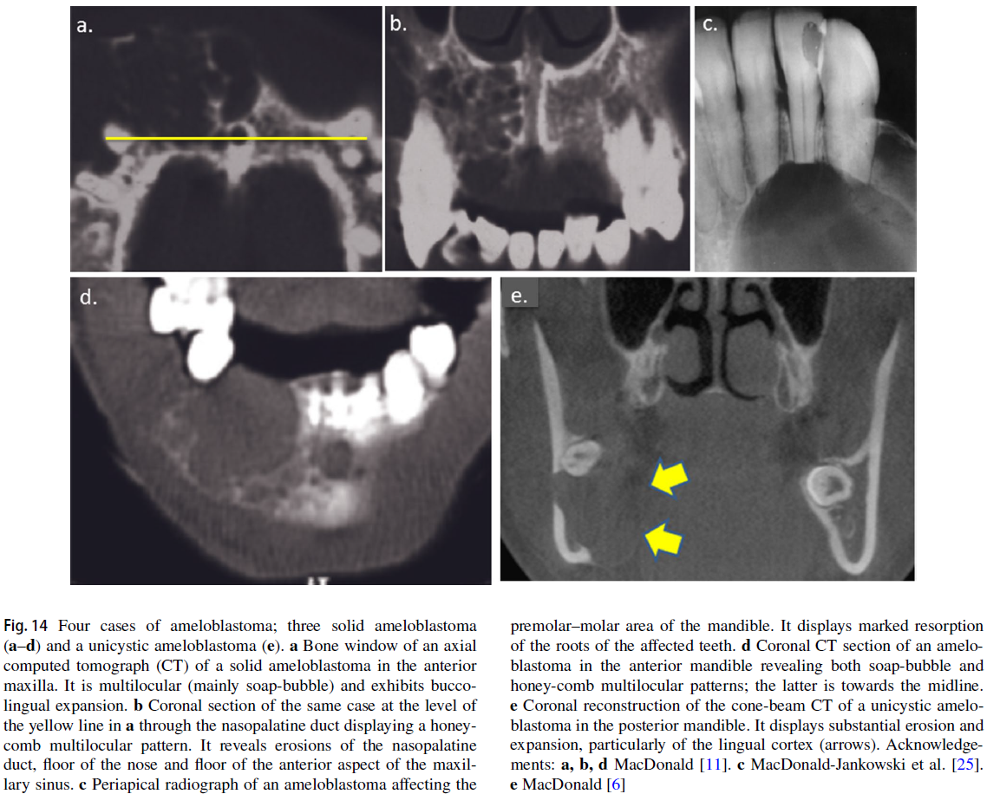 a.
b.
c.
d.
e.
Fig. 14 Four cases of ameloblastoma; three solid ameloblastoma
(a–d) and a unicystic ameloblastoma (e). a Bone window of an axial
computed tomograph (CT) of a solid ameloblastoma in the anterior
maxilla. It is multilocular (mainly soap-bubble) and exhibits bucco-
lingual expansion. b Coronal section of the same case at the level of
the yellow line in a through the nasopalatine duct displaying a honey-
comb multilocular pattern. It reveals erosions of the nasopalatine
duct, floor of the nose and floor of the anterior aspect of the maxil-
lary sinus. c Periapical radiograph of an ameloblastoma affecting the
premolar–molar area of the mandible. It displays marked resorption
of the roots of the affected teeth. d Coronal CT section of an amelo-
blastoma in the anterior mandible revealing both soap-bubble and
honey-comb multilocular patterns; the latter is towards the midline.
e Coronal reconstruction of the cone-beam CT of a unicystic amelo-
blastoma in the posterior mandible. It displays substantial erosion and
expansion, particularly of the lingual cortex (arrows). Acknowledge-
ments: a, b, d MacDonald [11]. c MacDonald-Jankowski et al. [25].
e MacDonald [6]